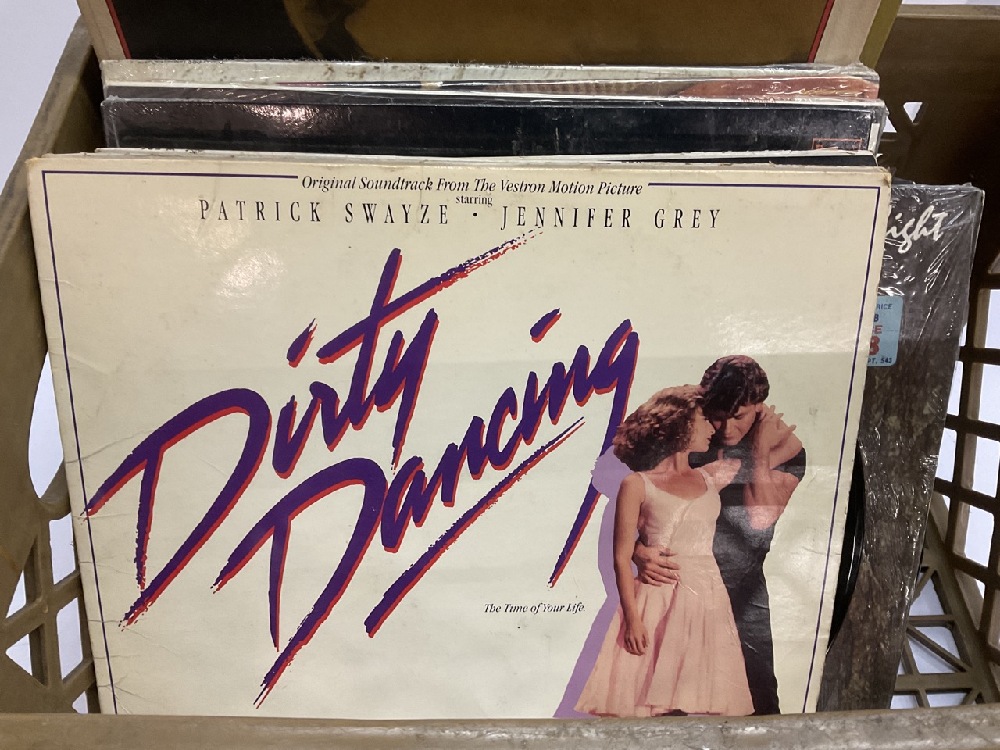 Original Soundtrack From The Vestron Motion Picture
starring
PATRICK SWAYZE · JENNIFER GREY
Dirty
Dancing
The Time of Your Life